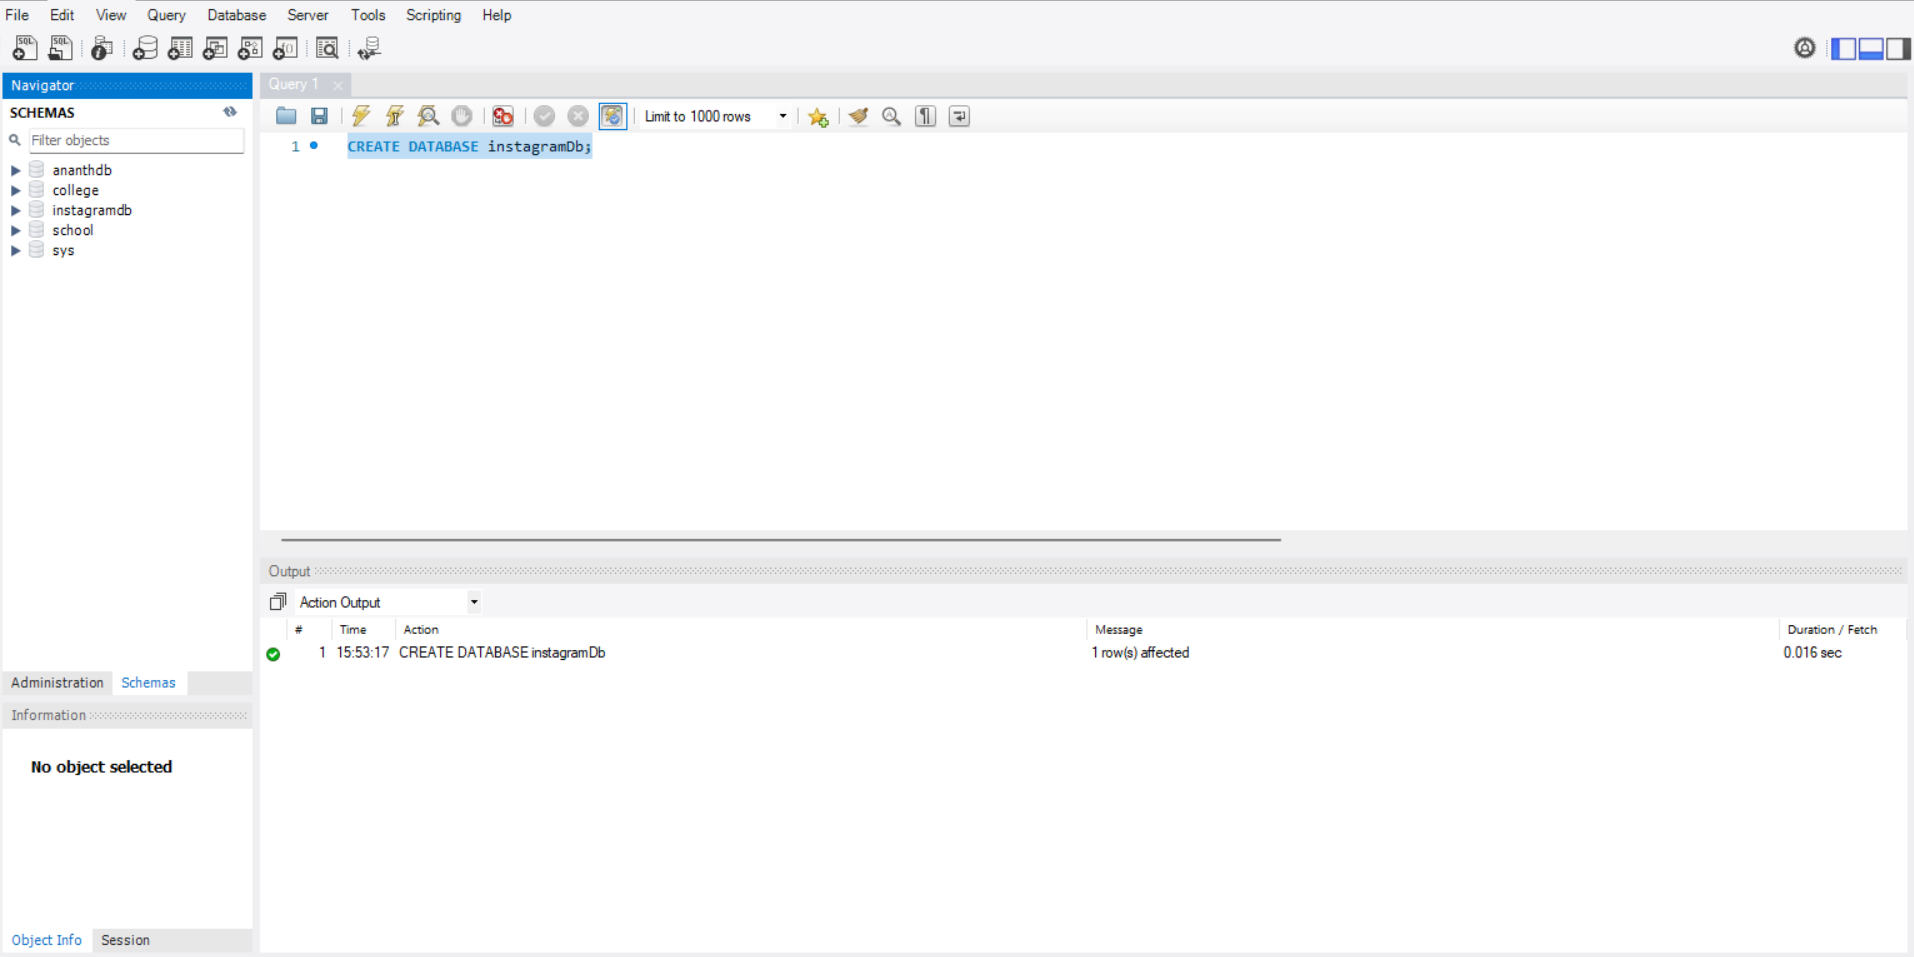 File Edit View Query Database Server Tools Scripting Help
SQL SQL
Navigator
SCHEMAS
Filter objects
ananthdb
college
instagramdb
school
sys
Administration Schemas
Information
No object selected
Object Info Session
Query 1
Limit to 1000 rows
1 CREATE DATABASE instagramDb;
Output
Action Output
# Time Action Message Duration / Fetch
1 15:53:17 CREATE DATABASE instagramDb 1 row(s) affected 0.016 sec